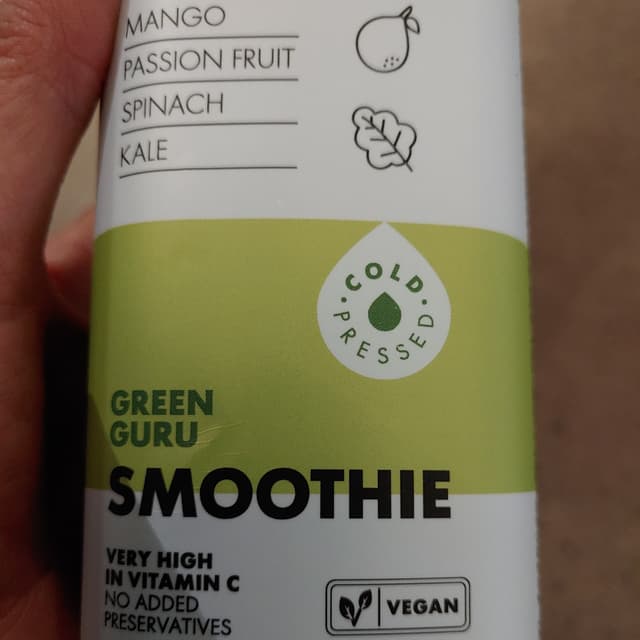 MANGO
PASSION FRUIT
SPINACH
KALE
COLD
PRESSED
GREEN
GURU
SMOOTHIE
VERY HIGH
IN VITAMIN C
NO ADDED
PRESERVATIVES
VEGAN